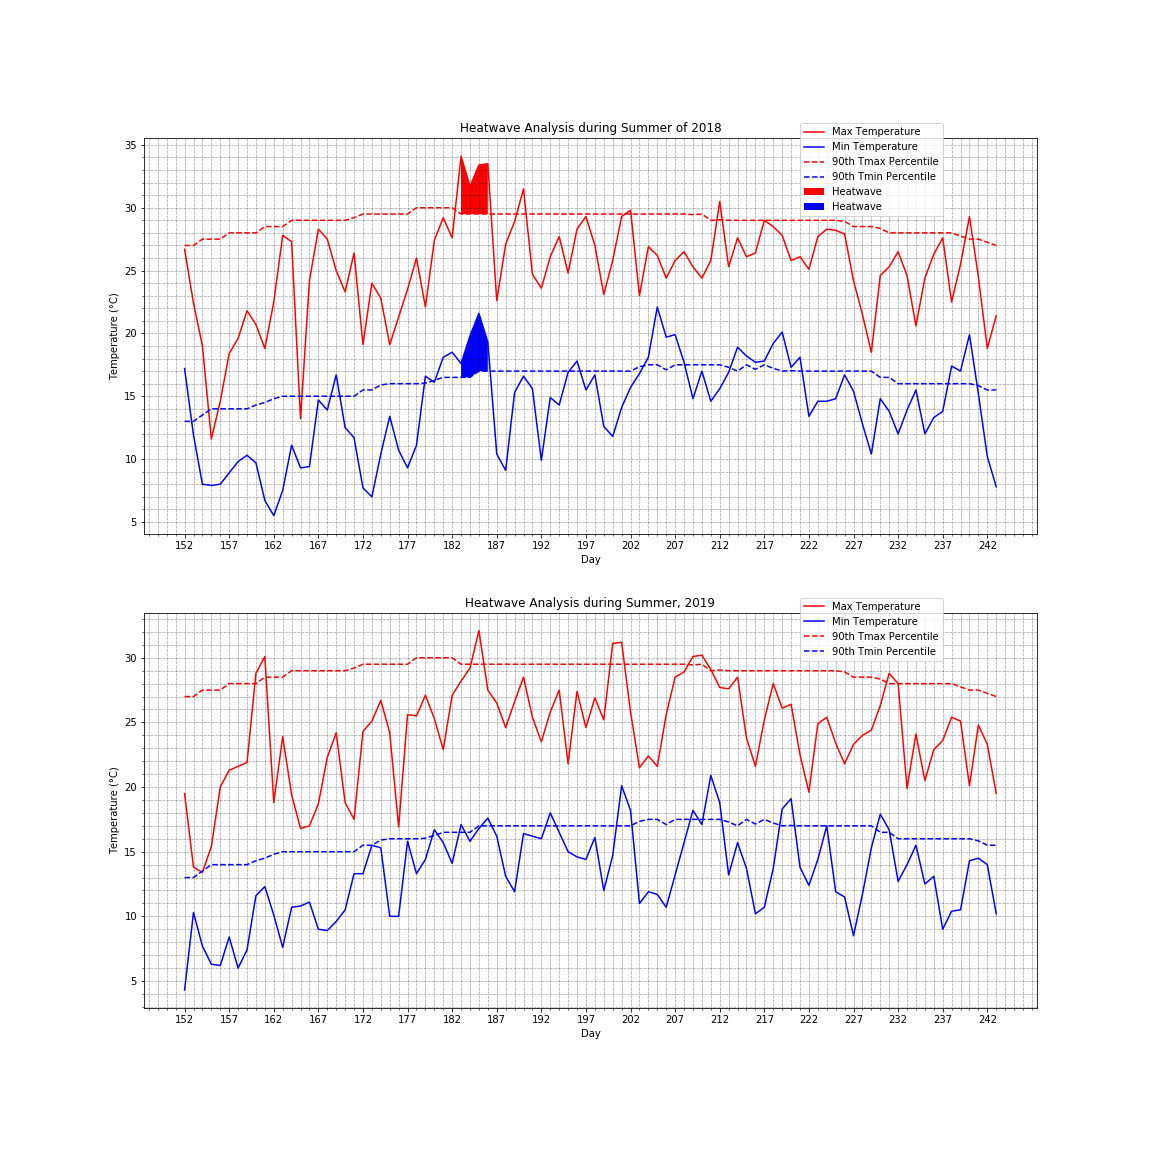 Heatwave Analysis during Summer of 2018
Max Temperature
Min Temperature
90th Tmax Percentile
90th Tmin Percentile
Heatwave
Heatwave
Temperature (°C)
35
30
25
20
15
10
5
152 157 162 167 172 177 182 187 192 197 202 207 212 217 222 227 232 237 242
Day
Heatwave Analysis during Summer, 2019
Max Temperature
Min Temperature
90th Tmax Percentile
90th Tmin Percentile
Temperature (°C)
30
25
20
15
10
5
152 157 162 167 172 177 182 187 192 197 202 207 212 217 222 227 232 237 242
Day